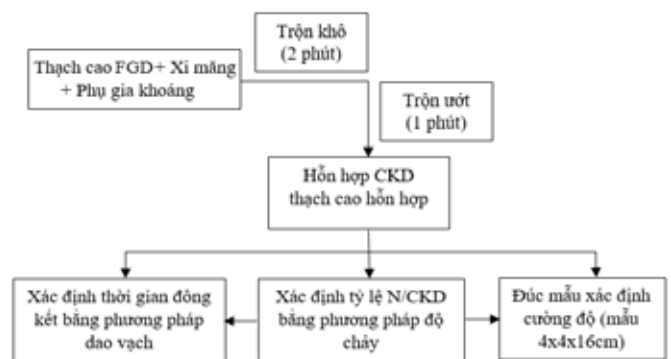 Trộn khô
(2 phút)
Thạch cao FGD+ Xi măng
+ Phụ gia khoáng
Trộn ướt
(1 phút)
Hỗn hợp CKD
thạch cao hỗn hợp
Xác định thời gian đông
kết bằng phương pháp
dao vạch
Xác định tỷ lệ N/CKD
bằng phương pháp độ
chảy
Đúc mẫu xác định
cường độ (mẫu
4x4x16cm)